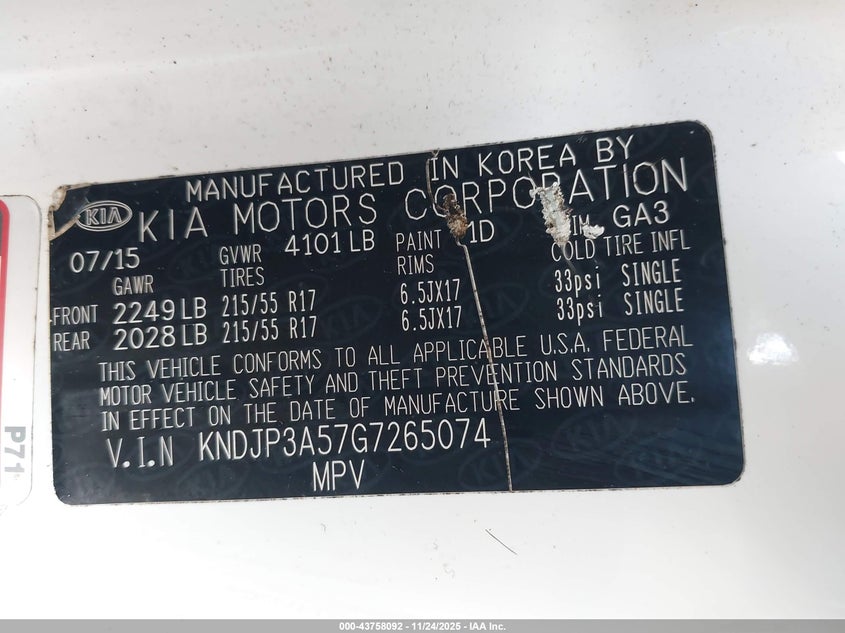 MANUFACTURED IN KOREA BY
KIA KIA MOTORS CORPORATION
07/15 GVWR 4101 LB PAINT 1D GA3
GAWR TIRES RIMS COLD TIRE INFL
FRONT 2249 LB 215/55 R17 6.5JX17 33psi SINGLE
REAR 2028 LB 215/55 R17 6.5JX17 33psi SINGLE
THIS VEHICLE CONFORMS TO ALL APPLICABLE U.S.A. FEDERAL
MOTOR VEHICLE SAFETY AND THEFT PREVENTION STANDARDS
IN EFFECT ON THE DATE OF MANUFACTURE SHOWN ABOVE.
V.I.N KNDJP3A57G7265074
MPV
P71
000-43758092 - 11/24/2025 - IAA Inc.